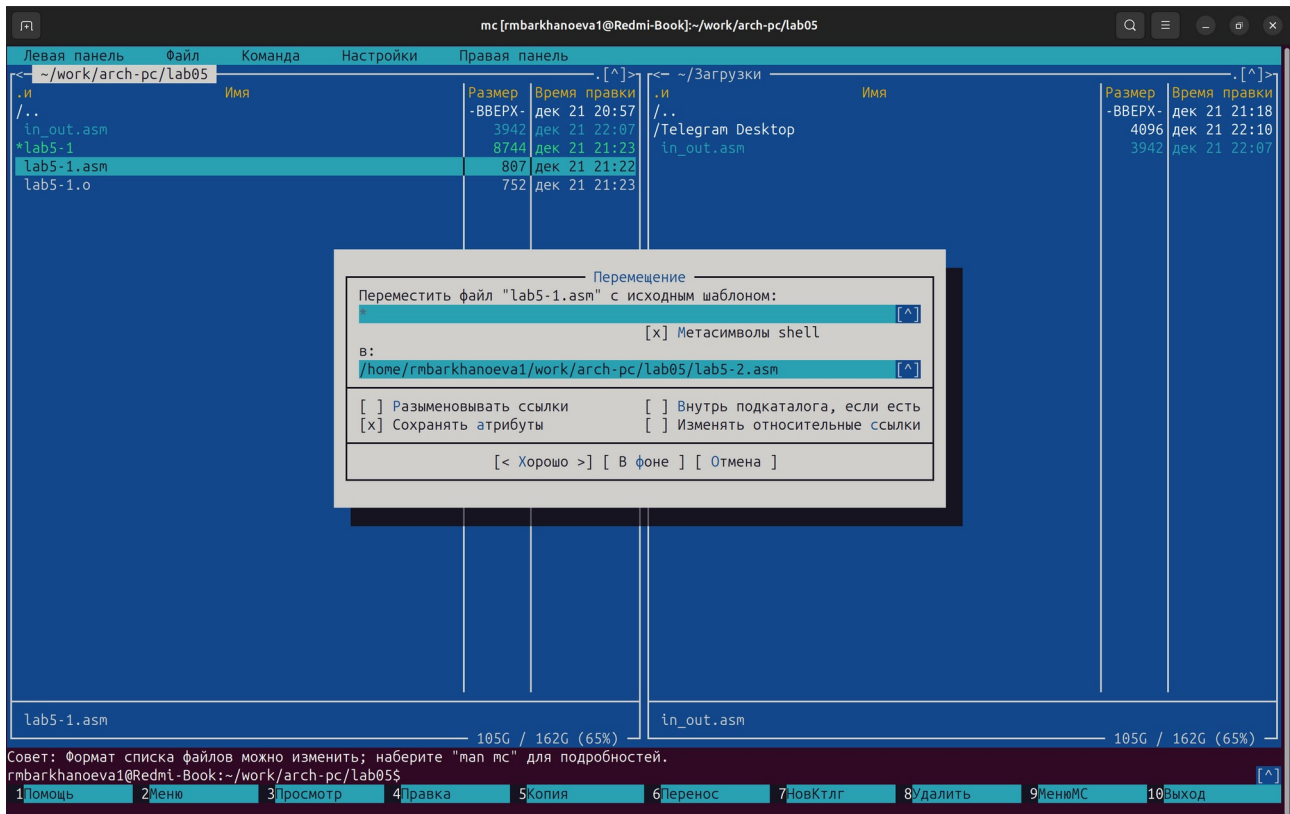 mc [rmbarkhanoeva1@Redmi-Book]:~/work/arch-pc/lab05
Левая панель Файл Команда Настройки Правая панель
<─ ~/work/arch-pc/lab05 ─.[^]>
.и Имя Размер Время правки
/.. -ВВЕРХ- дек 21 20:57
in_out.asm 3942 дек 21 22:07
*lab5-1 8744 дек 21 21:23
lab5-1.asm 807 дек 21 21:22
lab5-1.o 752 дек 21 21:23
lab5-1.asm
105G / 162G (65%)
<─ ~/Загрузки ─.[^]>
.и Имя Размер Время правки
/.. -ВВЕРХ- дек 21 21:18
/Telegram Desktop 4096 дек 21 22:10
in_out.asm 3942 дек 21 22:07
in_out.asm
105G / 162G (65%)
Перемещение
Переместить файл "lab5-1.asm" с исходным шаблоном:
* [^]
[x] Метасимволы shell
в:
/home/rmbarkhanoeva1/work/arch-pc/lab05/lab5-2.asm [^]
[ ] Разыменовывать ссылки [ ] Внутрь подкаталога, если есть
[x] Сохранять атрибуты [ ] Изменять относительные ссылки
[< Хорошо >] [ В фоне ] [ Отмена ]
Совет: Формат списка файлов можно изменить; наберите "man mc" для подробностей.
rmbarkhanoeva1@Redmi-Book:~/work/arch-pc/lab05$ [^]
1Помощь 2Меню 3Просмотр 4Правка 5Копия 6Перенос 7НовКтлг 8Удалить 9МенюМС 10Выход